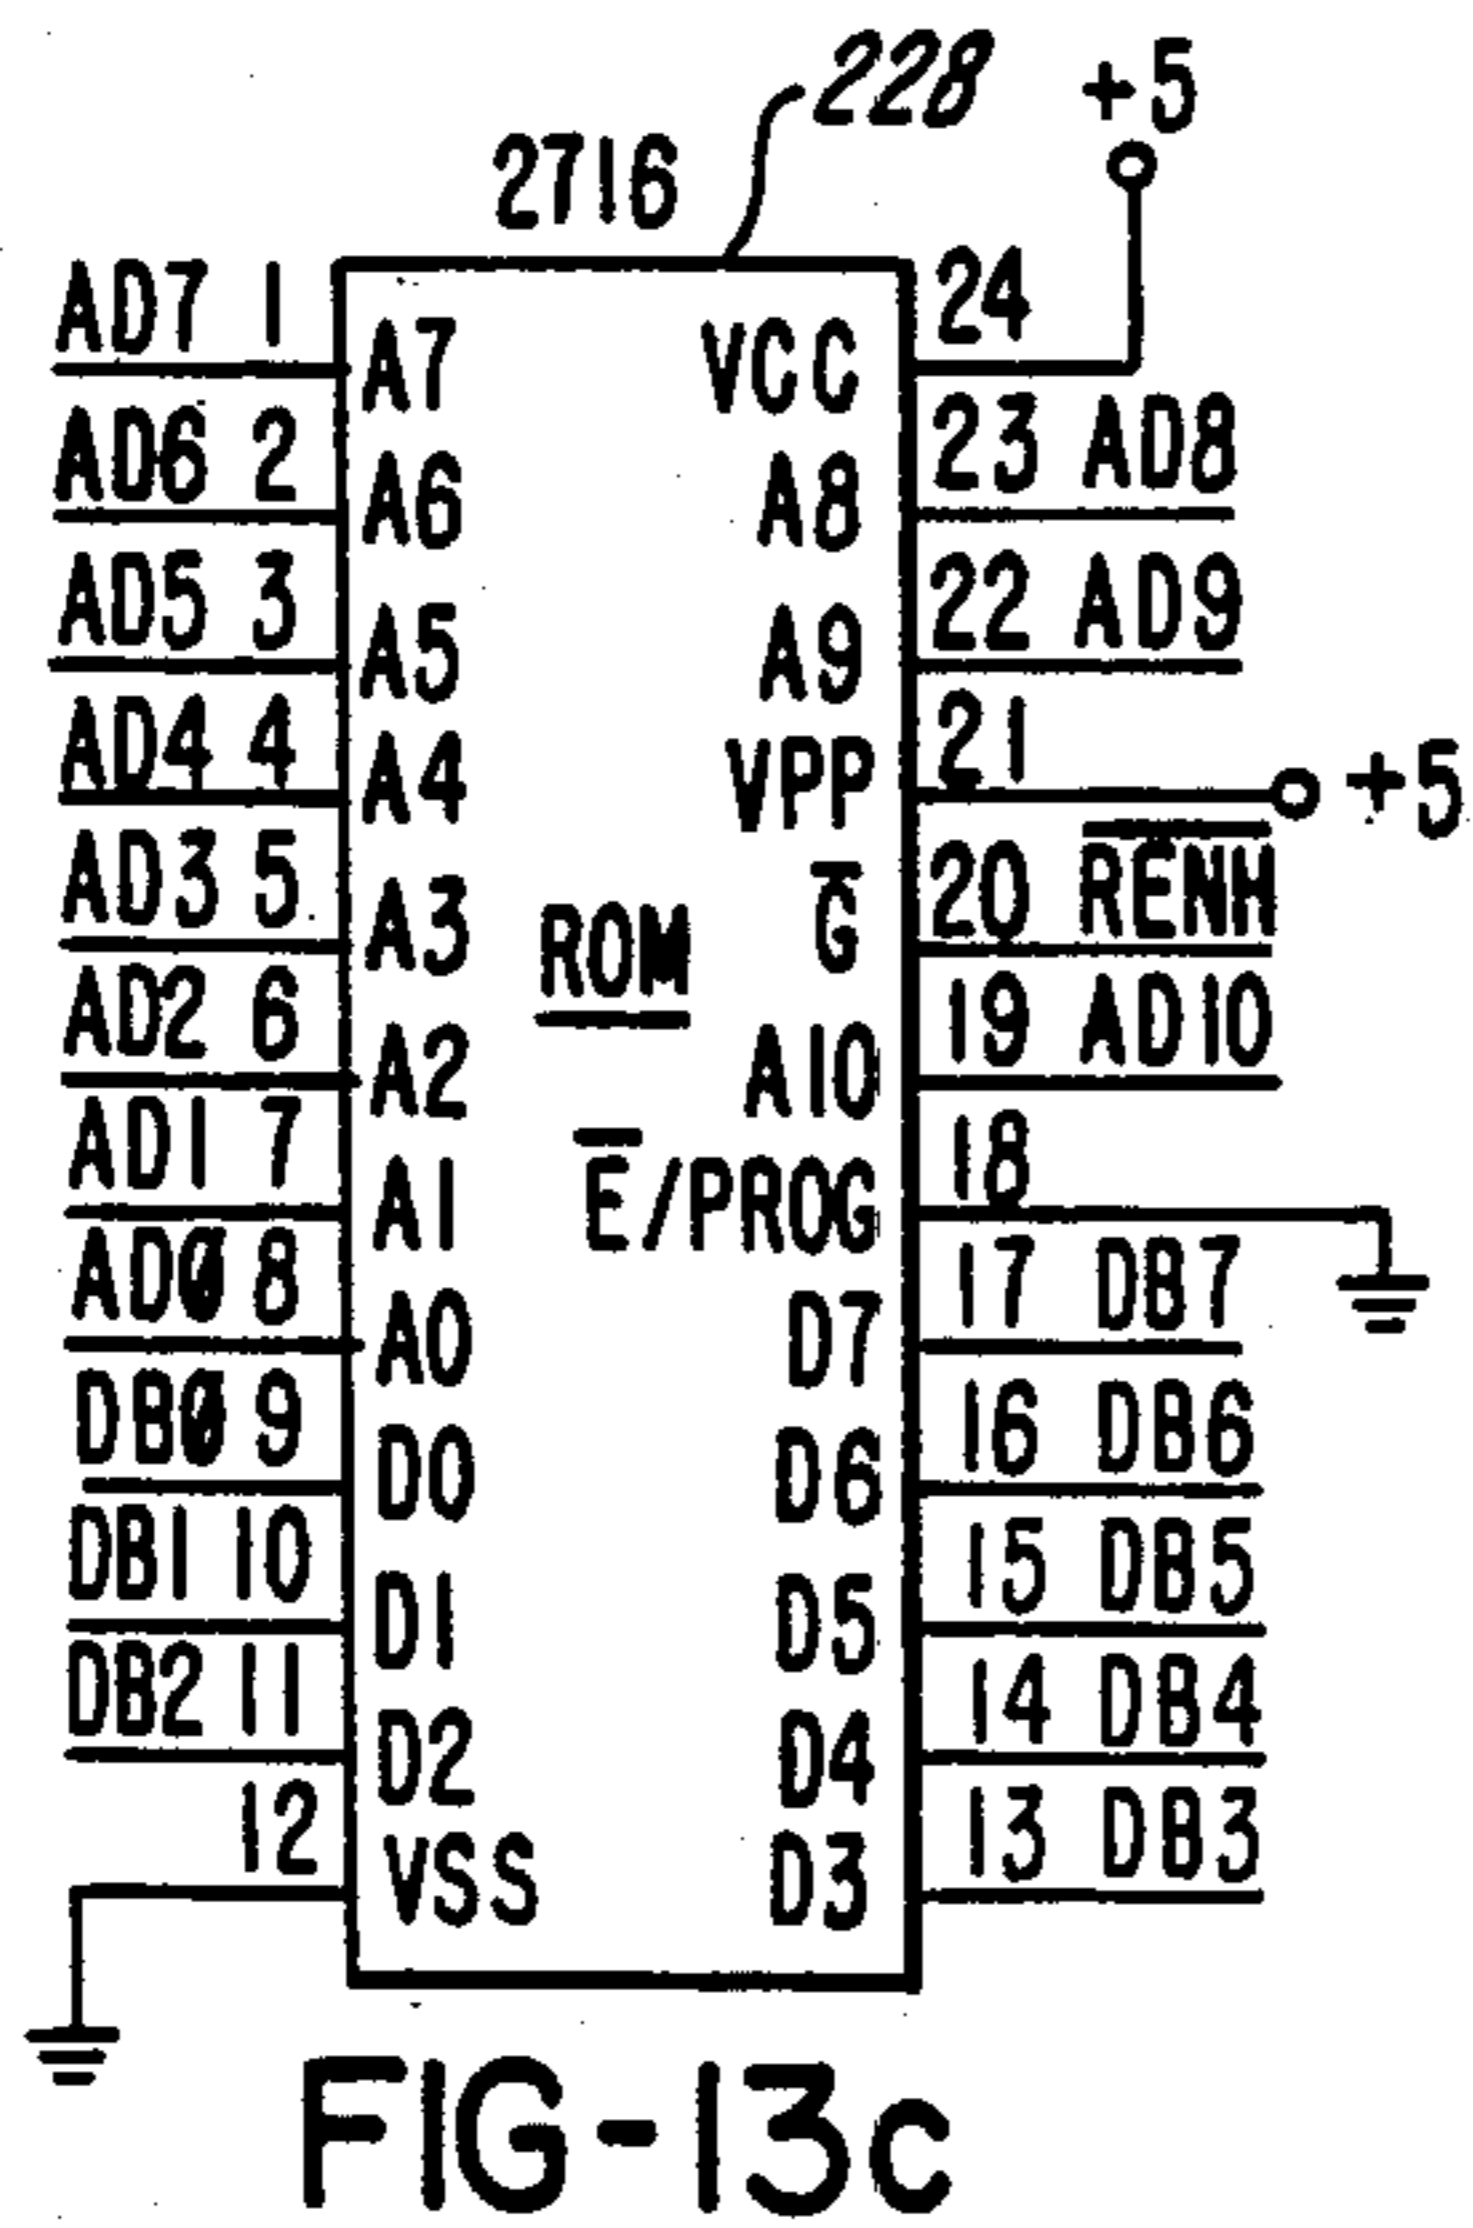 228
+5
2716
AD7 1 A7 VCC 24
AD6 2 A6 A8 23 AD8
AD5 3 A5 A9 22 AD9
AD4 4 A4 VPP 21 +5
AD3 5 A3 G̅ 20 R̅E̅N̅H̅
ROM
AD2 6 A2 A10 19 AD10
AD1 7 A1 E̅/PROG 18
AD0 8 A0 D7 17 DB7
DB0 9 D0 D6 16 DB6
DB1 10 D1 D5 15 DB5
DB2 11 D2 D4 14 DB4
12 VSS D3 13 DB3
FIG-13c